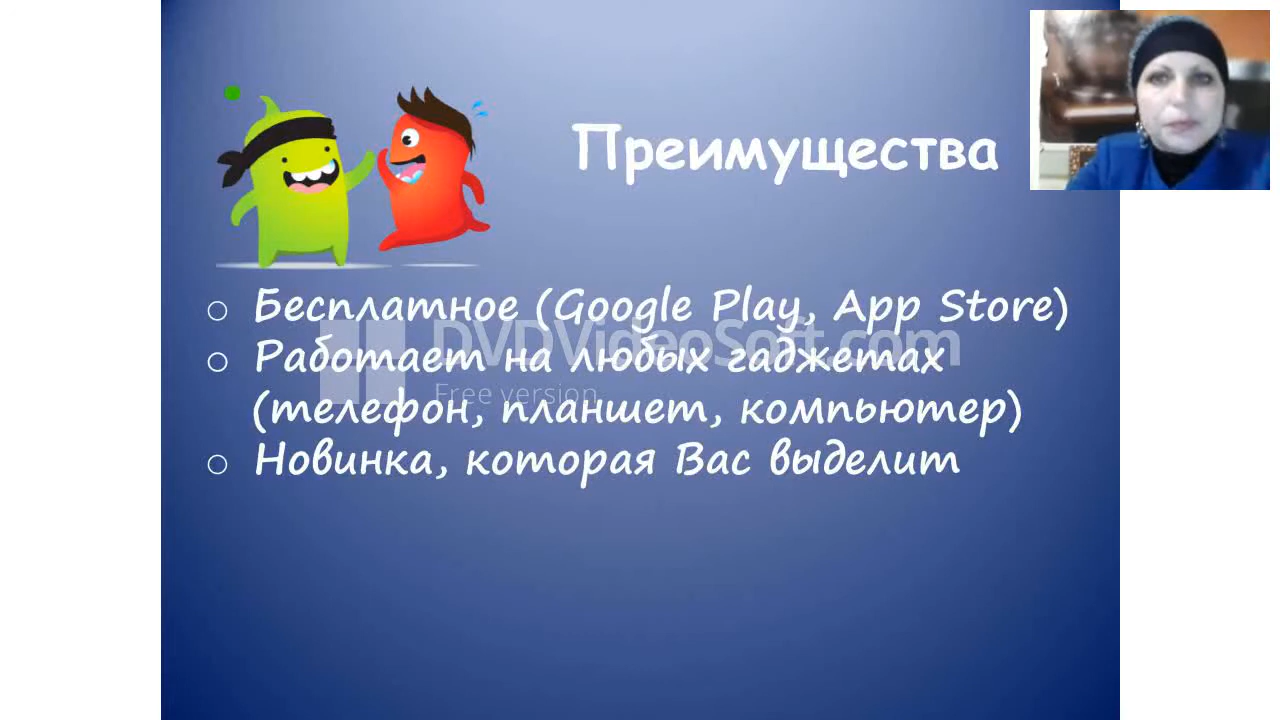 Преимущества
Бесплатное (Google Play, App Store)
DVDVideoSoft.com
Работает на любых гаджетах
Free version
(телефон, планшет, компьютер)
Новинка, которая Вас выделит